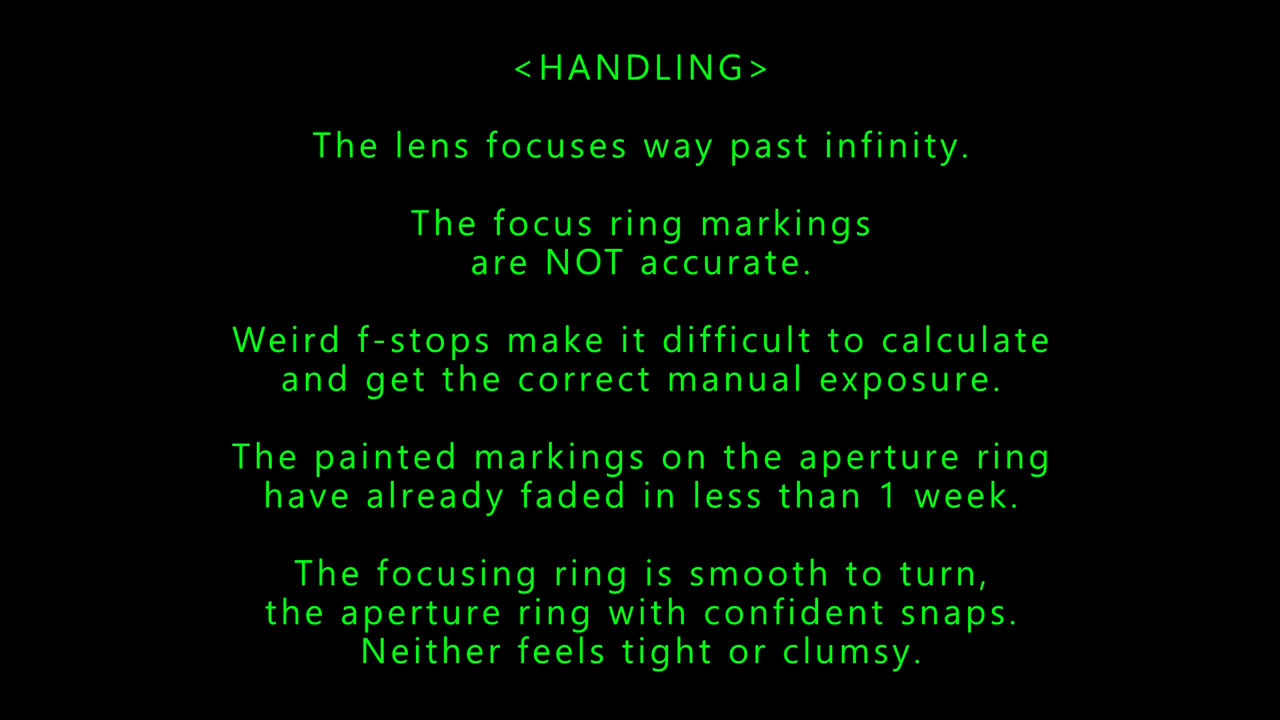 <HANDLING>
The lens focuses way past infinity.
The focus ring markings
are NOT accurate.
Weird f-stops make it difficult to calculate
and get the correct manual exposure.
The painted markings on the aperture ring
have already faded in less than 1 week.
The focusing ring is smooth to turn,
the aperture ring with confident snaps.
Neither feels tight or clumsy.